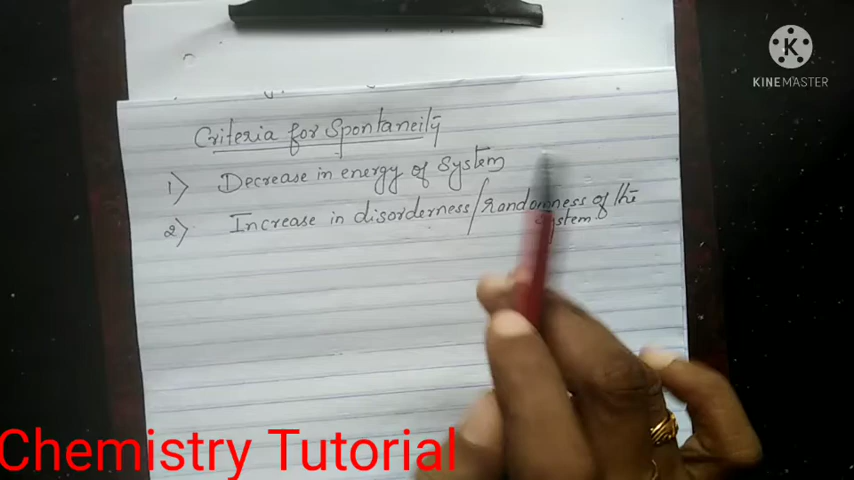 Criteria for Spontaneity
1) Decrease in energy of System
2) Increase in disorderness/randomness of the
system
Chemistry Tutorial
K
KINEMASTER